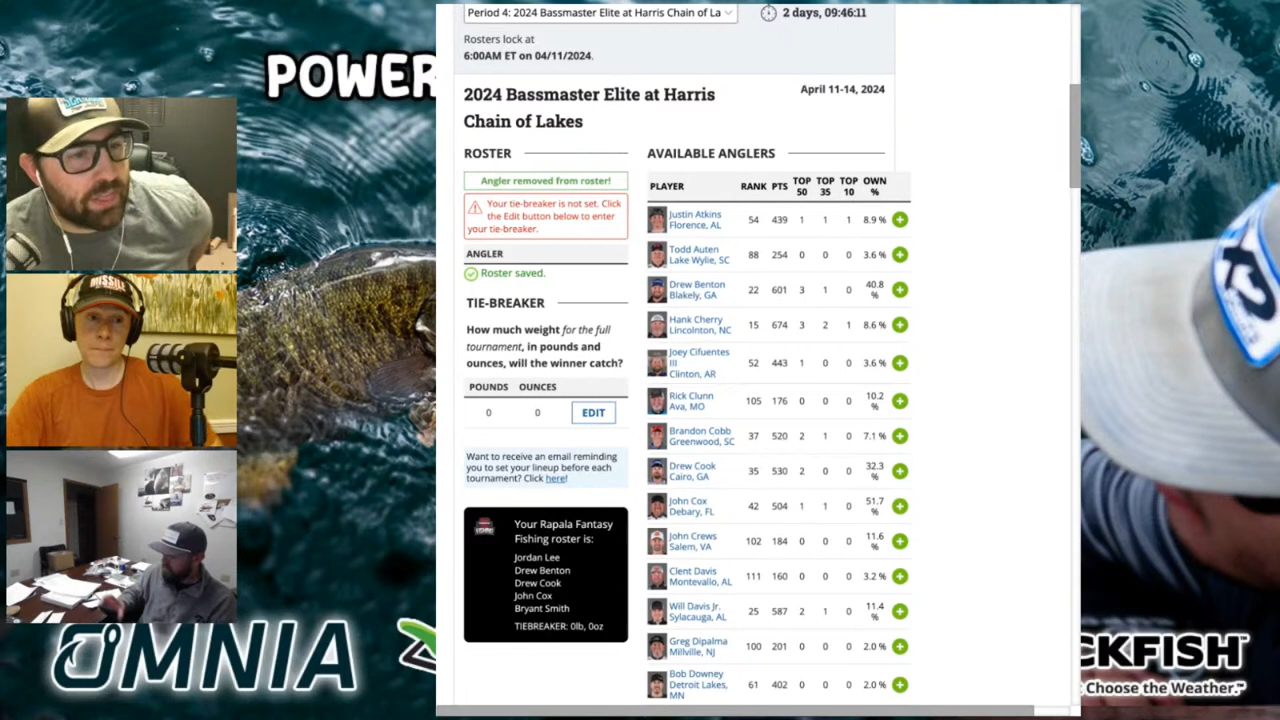 POWER
Period 4: 2024 Bassmaster Elite at Harris Chain of La
2 days, 09:46:11
Rosters lock at
6:00AM ET on 04/11/2024.
2024 Bassmaster Elite at Harris
Chain of Lakes
April 11-14, 2024
ROSTER
Angler removed from roster!
Your tie-breaker is not set. Click
the Edit button below to enter
your tie-breaker.
ANGLER
Roster saved.
TIE-BREAKER
How much weight for the full
tournament, in pounds and
ounces, will the winner catch?
POUNDS OUNCES
0 0 EDIT
Want to receive an email reminding
you to set your lineup before each
tournament? Click here!
Your Rapala Fantasy
Fishing roster is:
Jordan Lee
Drew Benton
Drew Cook
John Cox
Bryant Smith
TIEBREAKER: 0lb, 0oz
AVAILABLE ANGLERS
PLAYER RANK PTS TOP 50 TOP 35 TOP 10 OWN %
Justin Atkins
Florence, AL 54 439 1 1 1 8.9 %
Todd Auten
Lake Wylie, SC 88 254 0 0 0 3.6 %
Drew Benton
Blakely, GA 22 601 3 1 0 40.8 %
Hank Cherry
Lincolnton, NC 15 674 3 2 1 8.6 %
Joey Cifuentes
III
Clinton, AR 52 443 1 0 0 3.6 %
Rick Clunn
Ava, MO 105 176 0 0 0 10.2 %
Brandon Cobb
Greenwood, SC 37 520 2 1 0 7.1 %
Drew Cook
Cairo, GA 35 530 2 0 0 32.3 %
John Cox
Debary, FL 42 504 1 1 0 51.7 %
John Crews
Salem, VA 102 184 0 0 0 11.6 %
Clent Davis
Montevallo, AL 111 160 0 0 0 3.2 %
Will Davis Jr.
Sylacauga, AL 25 587 2 1 0 11.4 %
Greg Dipalma
Millville, NJ 100 201 0 0 0 2.0 %
Bob Downey
Detroit Lakes,
MN 61 402 2 0 0 2.0 %
MISSILE
OMNIA
CKFISH™
Choose the Weather.™